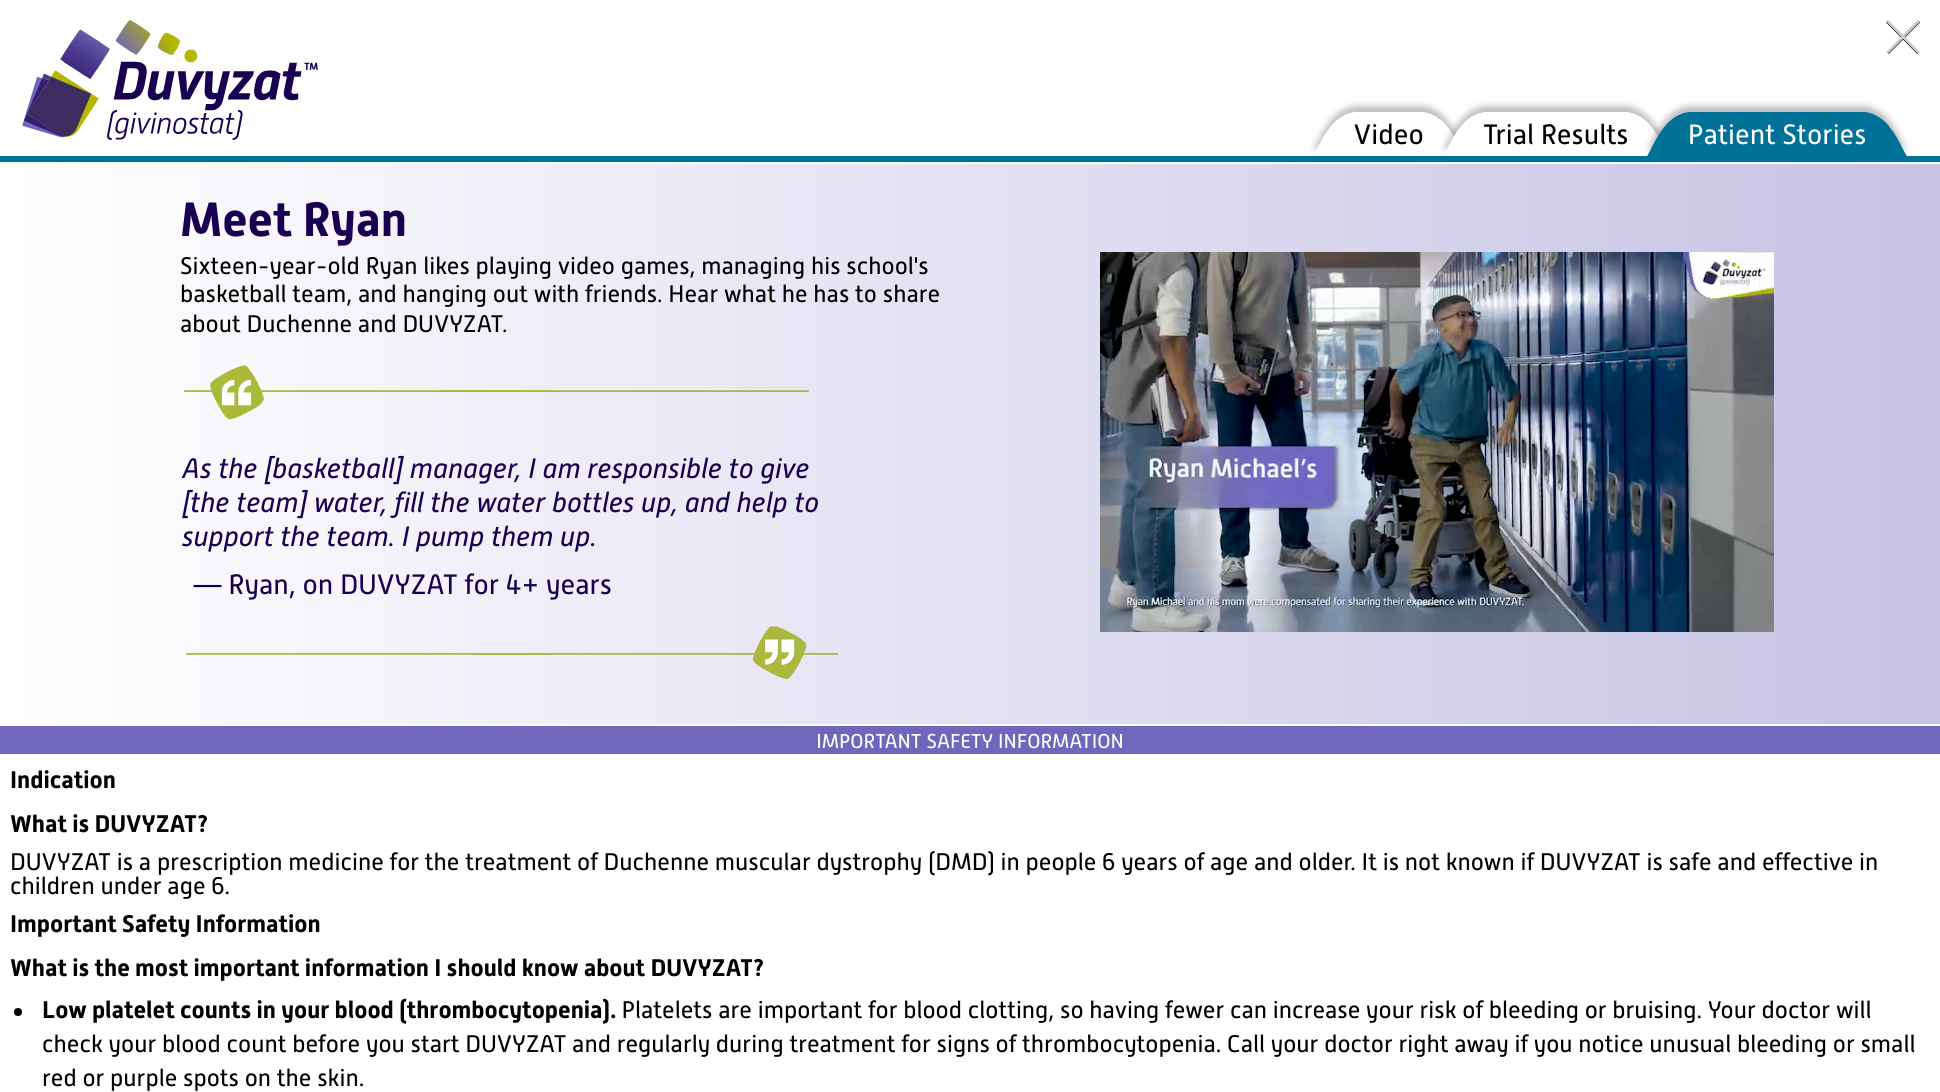 Duvyzat™
(givinostat)
Video
Trial Results
Patient Stories
Meet Ryan
Sixteen-year-old Ryan likes playing video games, managing his school's
basketball team, and hanging out with friends. Hear what he has to share
about Duchenne and DUVYZAT.
“
As the [basketball] manager, I am responsible to give
[the team] water, fill the water bottles up, and help to
support the team. I pump them up.
— Ryan, on DUVYZAT for 4+ years
”
Duvyzat
(givinostat)
Ryan Michael's
Ryan Michael and his mom were compensated for sharing their experience with DUVYZAT.
IMPORTANT SAFETY INFORMATION
Indication
What is DUVYZAT?
DUVYZAT is a prescription medicine for the treatment of Duchenne muscular dystrophy (DMD) in people 6 years of age and older. It is not known if DUVYZAT is safe and effective in
children under age 6.
Important Safety Information
What is the most important information I should know about DUVYZAT?
• Low platelet counts in your blood (thrombocytopenia). Platelets are important for blood clotting, so having fewer can increase your risk of bleeding or bruising. Your doctor will
check your blood count before you start DUVYZAT and regularly during treatment for signs of thrombocytopenia. Call your doctor right away if you notice unusual bleeding or small
red or purple spots on the skin.